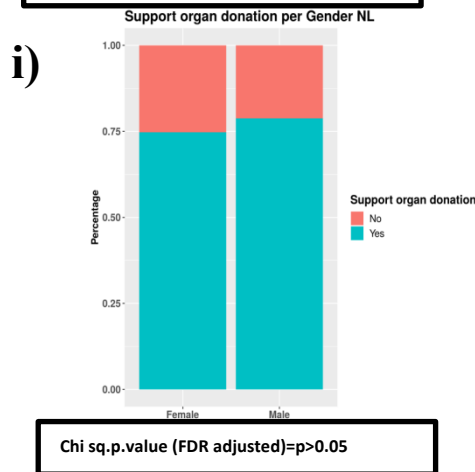 Support organ donation per Gender NL
i)
1.00
0.75
0.50
0.25
0.00
Percentage
Female Male
Support organ donation
No
Yes
Chi sq.p.value (FDR adjusted)=p>0.05